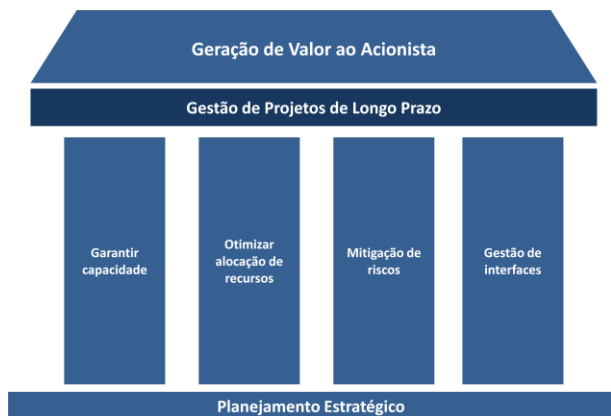 Geração de Valor ao Acionista
Gestão de Projetos de Longo Prazo
Garantir
capacidade
Otimizar
alocação de
recursos
Mitigação de
riscos
Gestão de
interfaces
Planejamento Estratégico